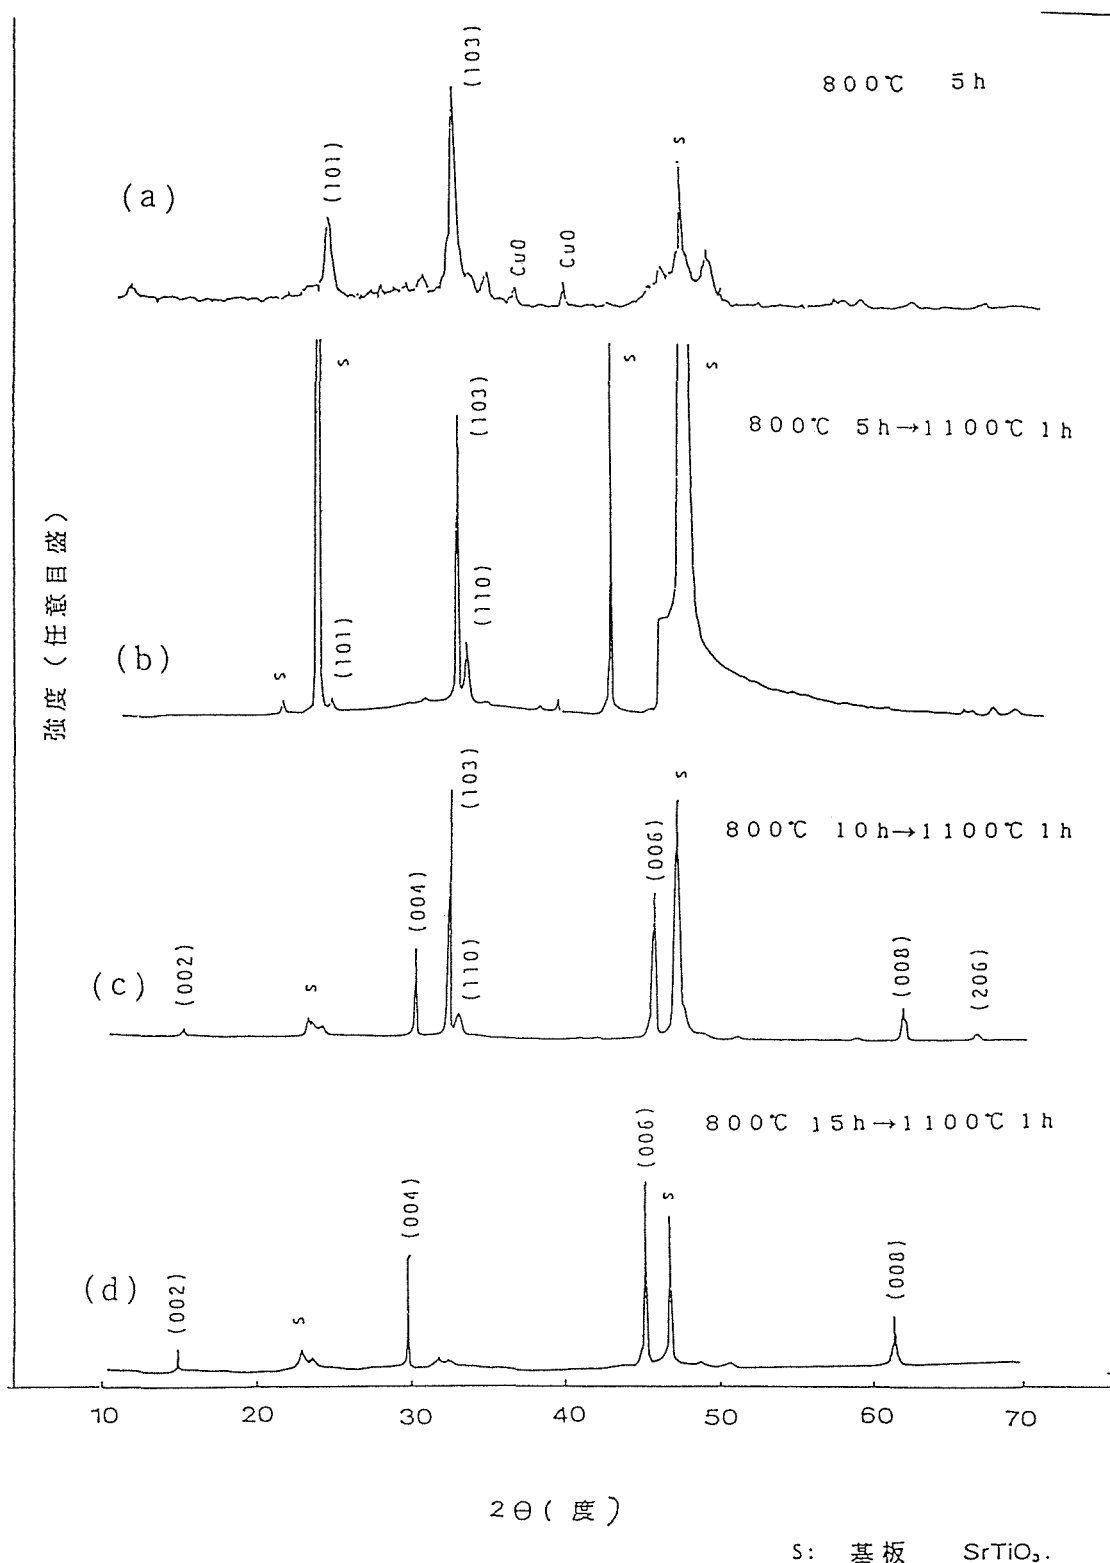 800℃ 5h
(a)
(101)
(103)
CuO
CuO
S
800℃ 5h→1100℃ 1h
(b)
S
S
(101)
(103)
(110)
S
S
800℃ 10h→1100℃ 1h
(c)
(002)
S
(004)
(103)
(110)
(006)
S
(008)
(206)
800℃ 15h→1100℃ 1h
(d)
(002)
S
(004)
(006)
S
(008)
強度(任意目盛)
10 20 30 40 50 60 70
2Θ(度)
S: 基板 SrTiO₃.